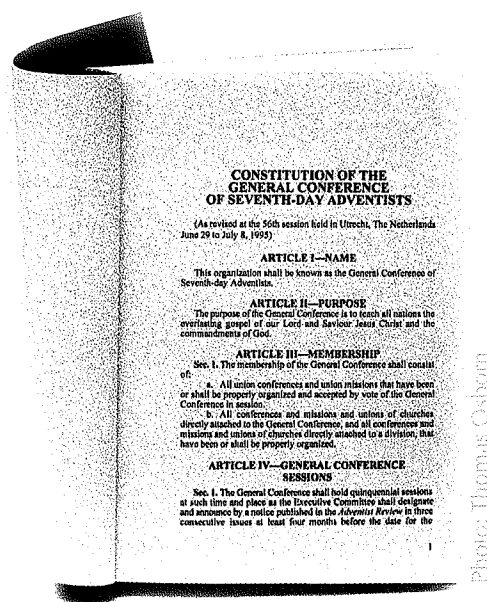 CONSTITUTION OF THE
GENERAL CONFERENCE
OF SEVENTH-DAY ADVENTISTS
(As revised at the 56th session held in Utrecht, The Netherlands
June 29 to July 8, 1995)
ARTICLE I—NAME
This organization shall be known as the General Conference of
Seventh-day Adventists.
ARTICLE II—PURPOSE
The purpose of the General Conference is to teach all nations the
everlasting gospel of our Lord and Saviour Jesus Christ and the
commandments of God.
ARTICLE III—MEMBERSHIP
Sec. 1. The membership of the General Conference shall consist
of:
a. All union conferences and union missions that have been
or shall be properly organized and accepted by vote of the General
Conference in session.
b. All conferences and missions and unions of churches
directly attached to the General Conference, and all conferences and
missions and unions of churches directly attached to a division, that
have been or shall be properly organized.
ARTICLE IV—GENERAL CONFERENCE
SESSIONS
Sec. 1. The General Conference shall hold quinquennial sessions
at such time and place as the Executive Committee shall designate
and announce by a notice published in the Adventist Review in three
consecutive issues at least four months before the date for the
1
Photo: Thomas